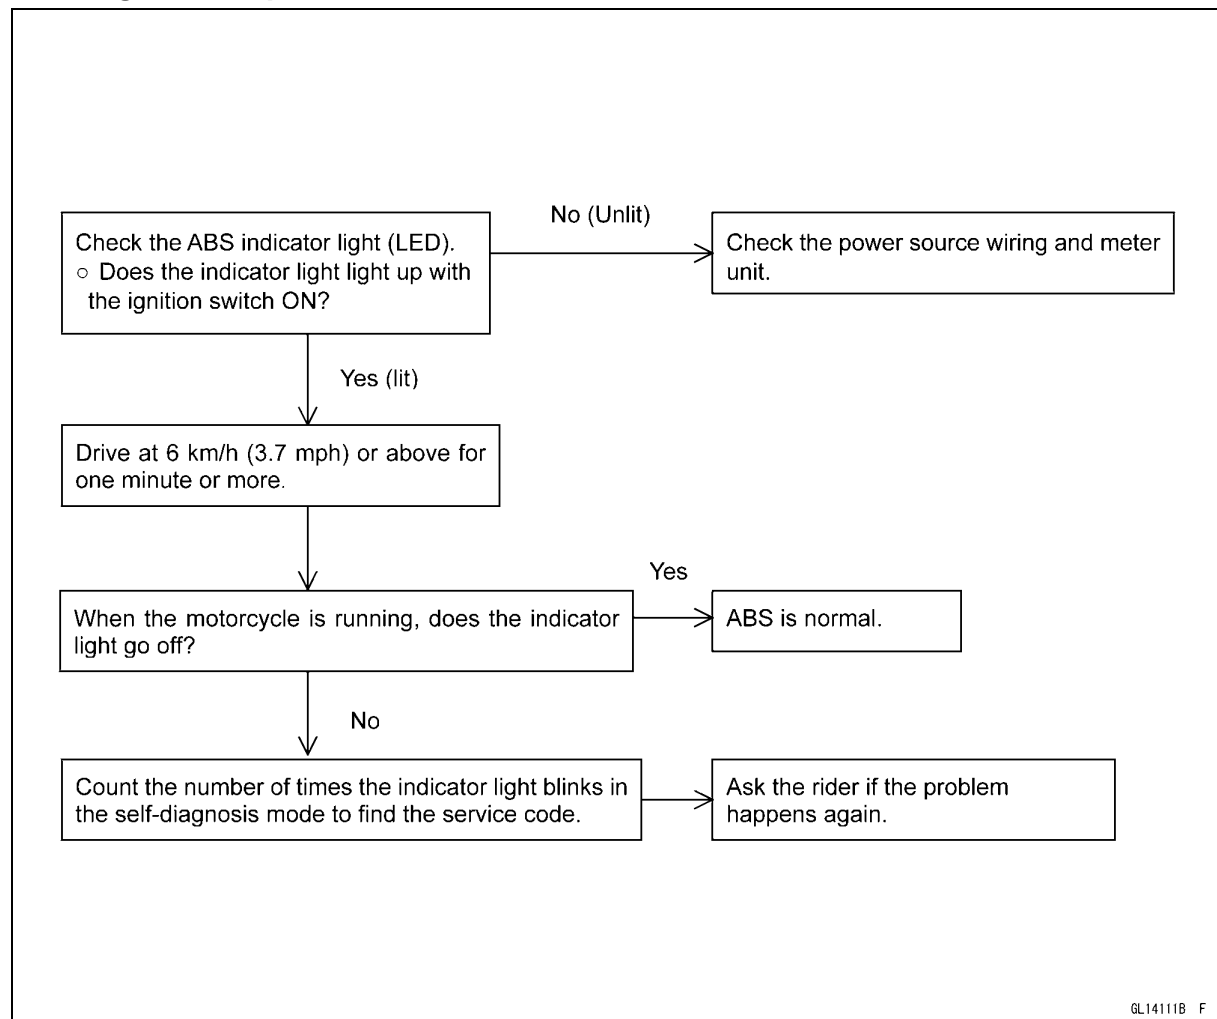 No (Unlit)
Check the ABS indicator light (LED).
○ Does the indicator light light up with
the ignition switch ON?
Check the power source wiring and meter
unit.
Yes (lit)
Drive at 6 km/h (3.7 mph) or above for
one minute or more.
Yes
When the motorcycle is running, does the indicator
light go off?
ABS is normal.
No
Count the number of times the indicator light blinks in
the self-diagnosis mode to find the service code.
Ask the rider if the problem
happens again.
GL14111B F